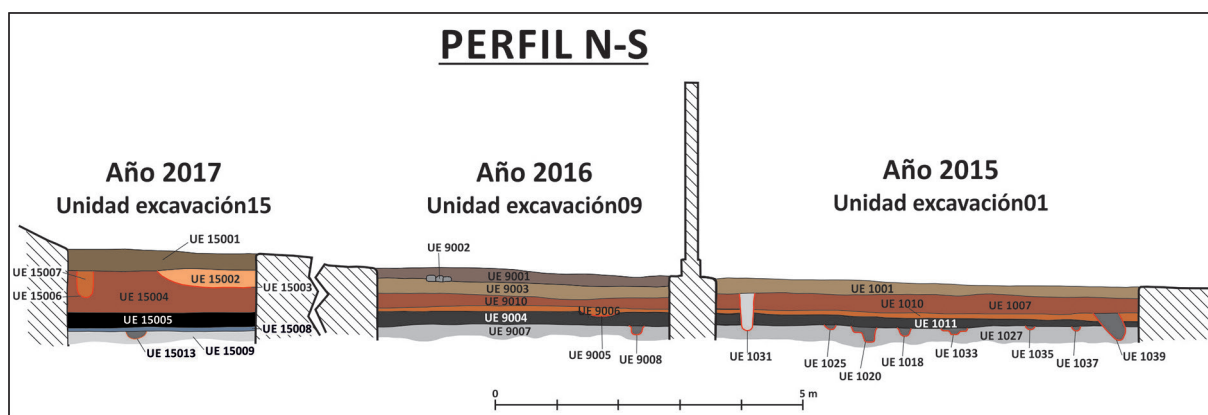 PERFIL N-S
Año 2017
Unidad excavación15
UE 15001
UE 15007
UE 15002
UE 15006
UE 15004
UE 15003
UE 15005
UE 15008
UE 15013
UE 15009
Año 2016
Unidad excavación09
UE 9002
UE 9001
UE 9003
UE 9010
UE 9006
UE 9004
UE 9007
UE 9005
UE 9008
Año 2015
Unidad excavación01
UE 1001
UE 1010
UE 1007
UE 1011
UE 1027
UE 1031
UE 1025
UE 1020
UE 1018
UE 1033
UE 1035
UE 1037
UE 1039
0
5 m